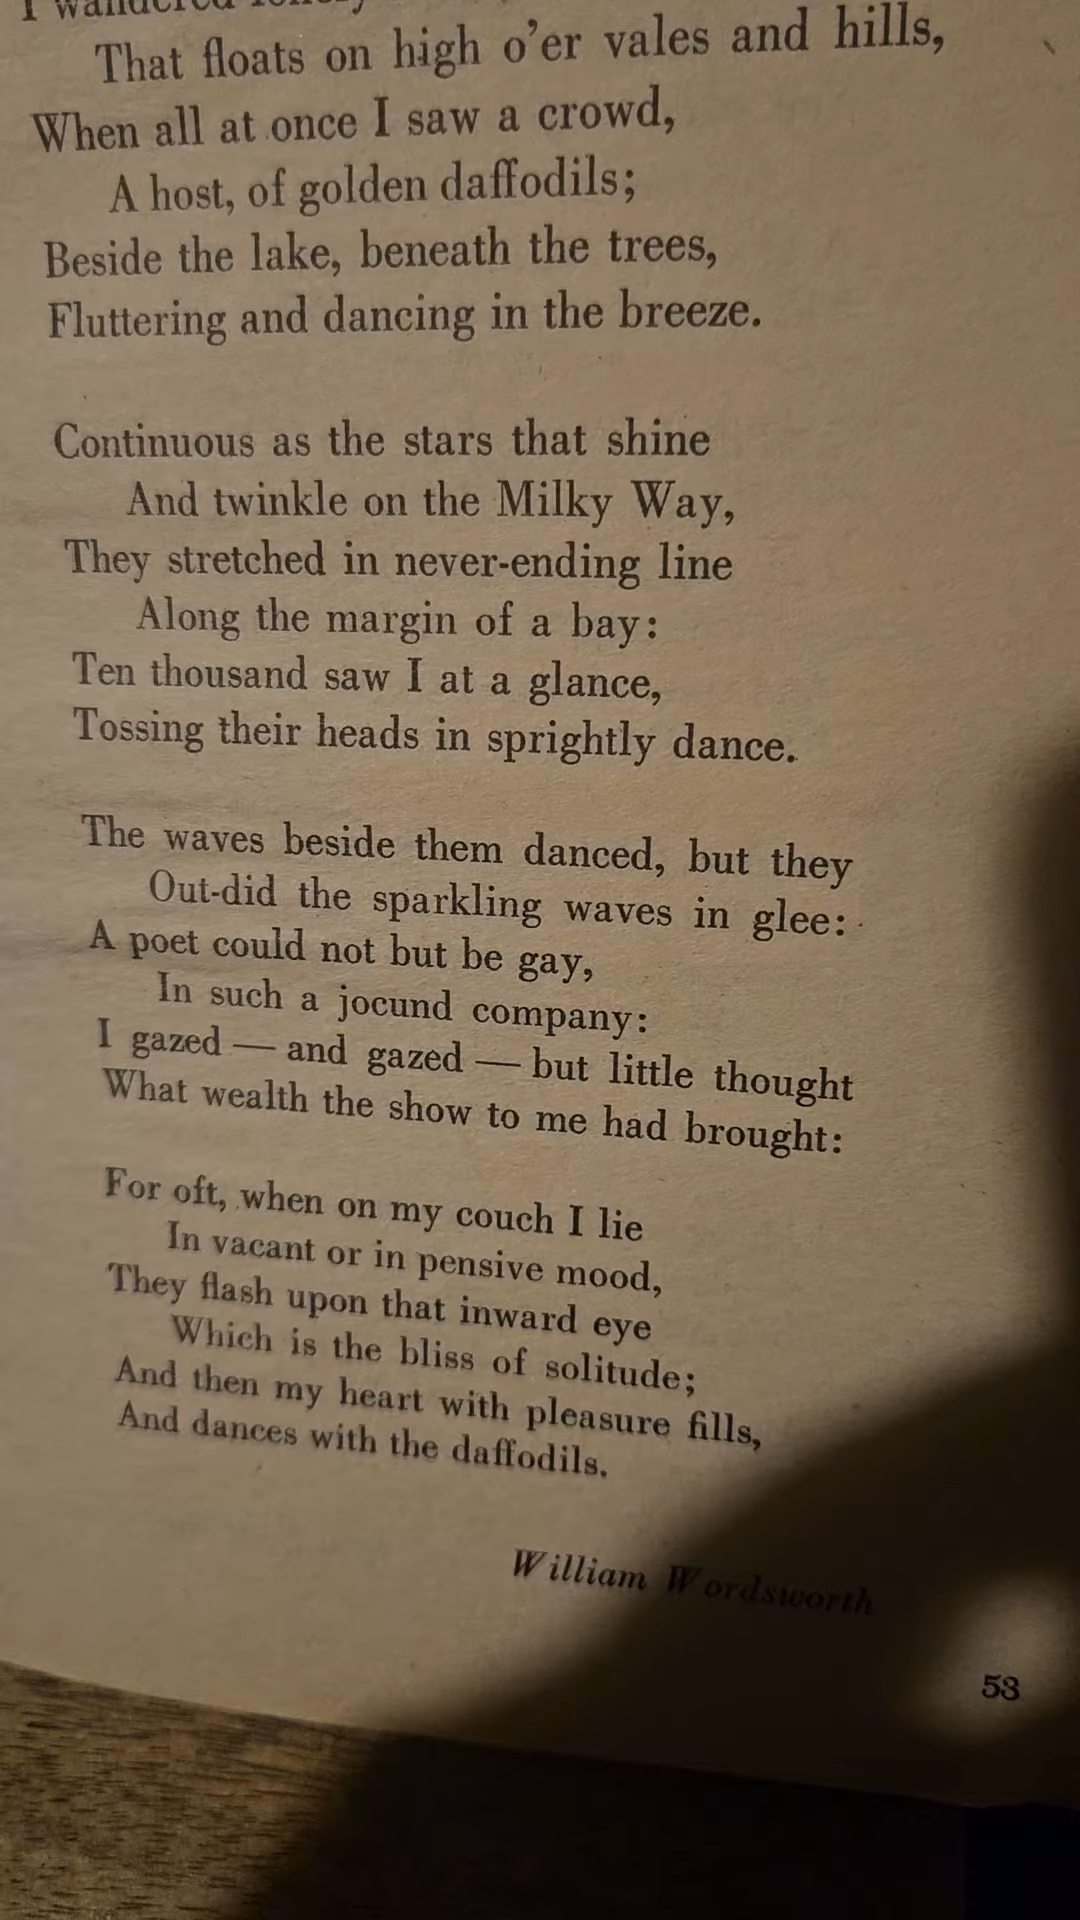 I wandered lonely
That floats on high o'er vales and hills,
When all at once I saw a crowd,
A host, of golden daffodils;
Beside the lake, beneath the trees,
Fluttering and dancing in the breeze.
Continuous as the stars that shine
And twinkle on the Milky Way,
They stretched in never-ending line
Along the margin of a bay:
Ten thousand saw I at a glance,
Tossing their heads in sprightly dance.
The waves beside them danced, but they
Out-did the sparkling waves in glee:
A poet could not but be gay,
In such a jocund company:
I gazed — and gazed — but little thought
What wealth the show to me had brought:
For oft, when on my couch I lie
In vacant or in pensive mood,
They flash upon that inward eye
Which is the bliss of solitude;
And then my heart with pleasure fills,
And dances with the daffodils.
William Wordsworth
53